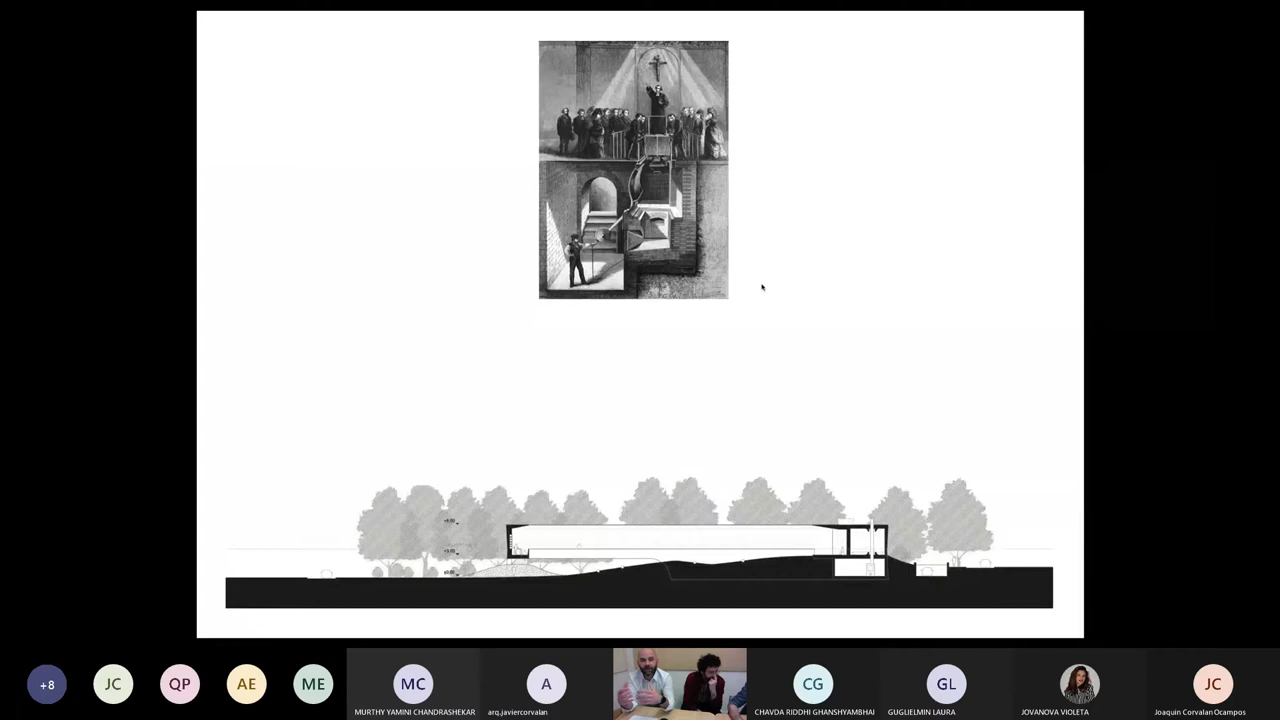 +8
JC
QP
AE
ME
MC
A
CG
GL
JC
MURTHY YAMINI CHANDRASHEKAR
arq.javiercorvalan
CHAVDA RIDDHI GHANSHYAMBHAI
GUGLIELMIN LAURA
JOVANOVA VIOLETA
Joaquin Corvalan Ocampos